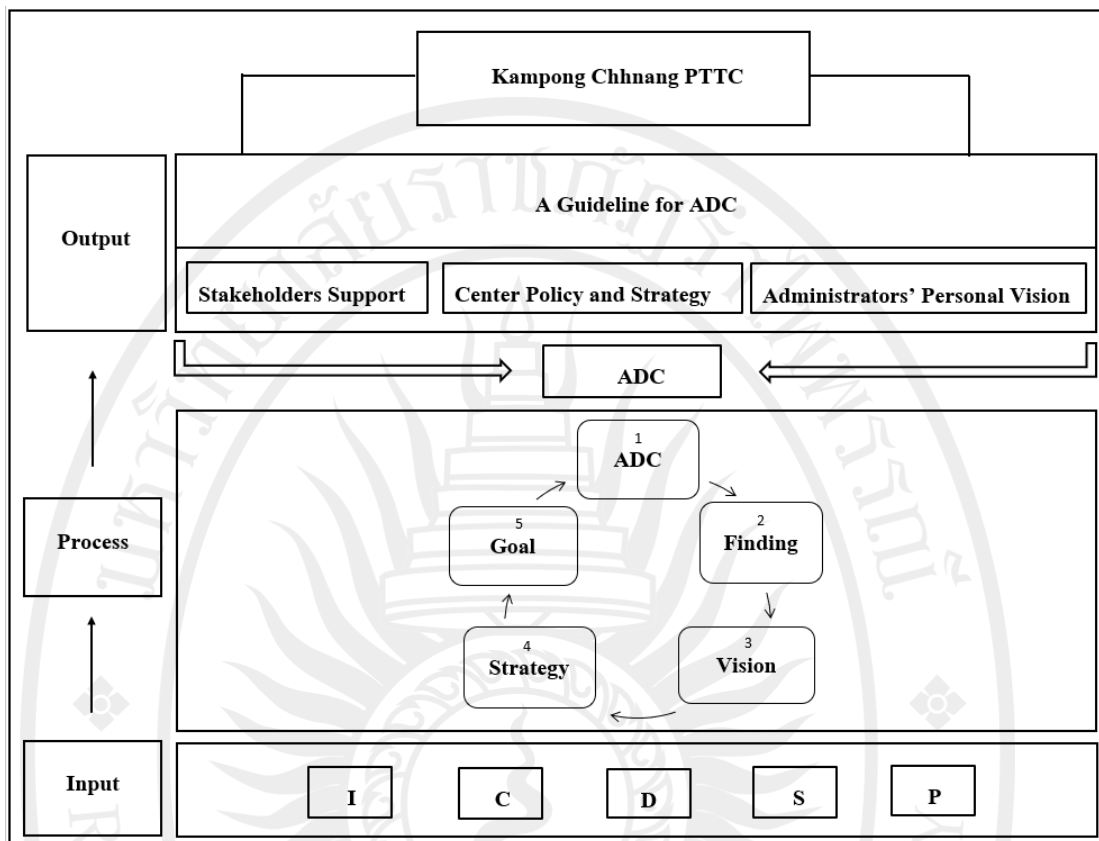 Kampong Chhnang PTTC
Output
A Guideline for ADC
Stakeholders Support
Center Policy and Strategy
Administrators' Personal Vision
ADC
Process
1
ADC
2
Finding
3
Vision
4
Strategy
5
Goal
Input
I
C
D
S
P